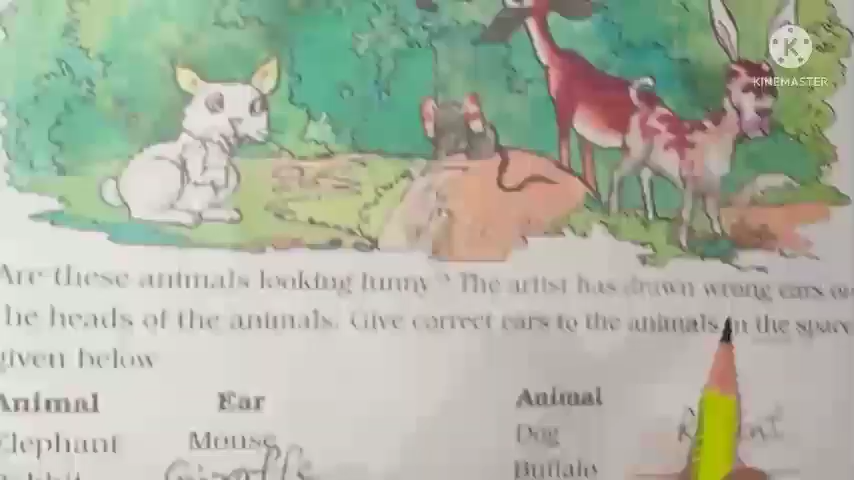 KINEMASTER
Are these animals looking funny? The artist has drawn wrong ears on
he heads of the animals. Give correct ears to the animals in the space
given below
Animal Ear Animal
Elephant Mouse Dog
Giraffe Buffalo